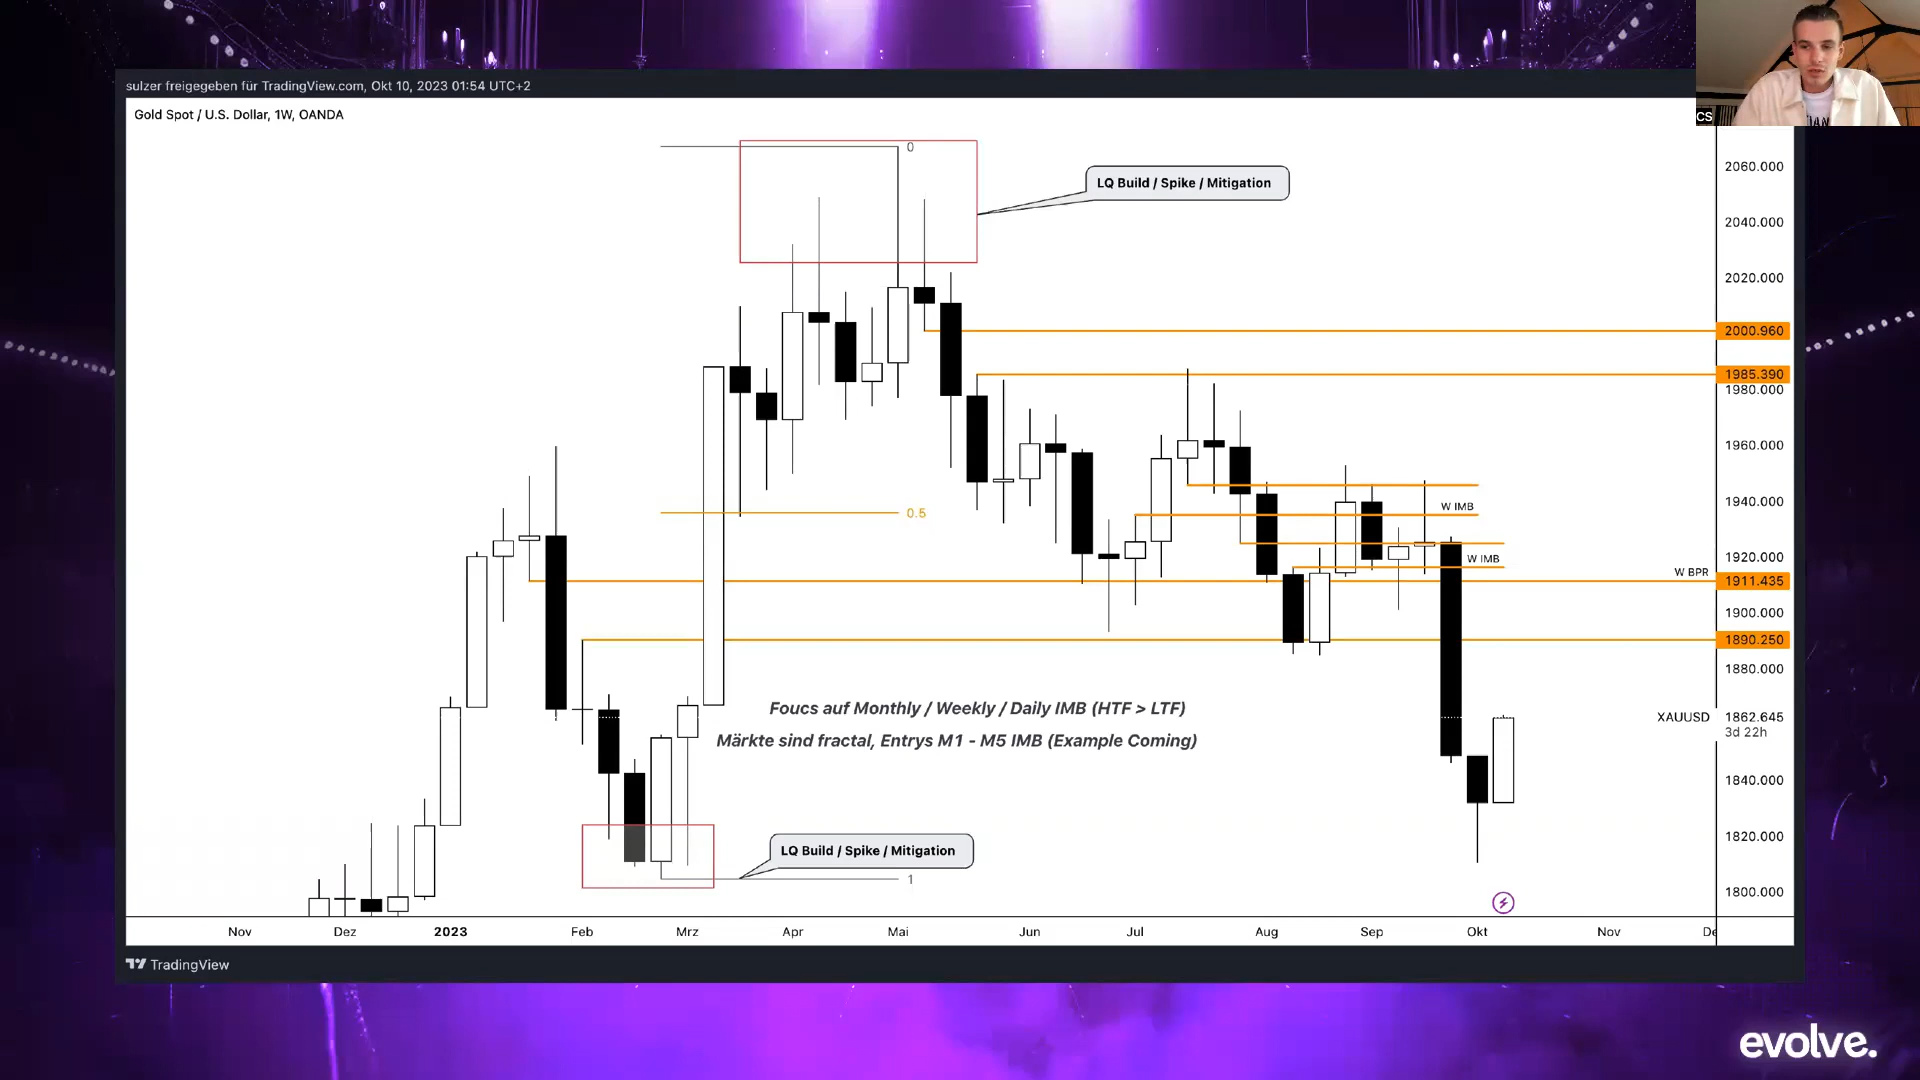 sulzer freigegeben für TradingView.com, Okt 10, 2023 01:54 UTC+2
CS
Gold Spot / U.S. Dollar, 1W, OANDA
0
LQ Build / Spike / Mitigation
2060.000
2040.000
2020.000
2000.960
1985.390
1980.000
1960.000
1940.000
W IMB
0.5
1920.000
W IMB
W BPR
1911.435
1900.000
1890.250
1880.000
Foucs auf Monthly / Weekly / Daily IMB (HTF > LTF)
XAUUSD 1862.645
3d 22h
Märkte sind fractal, Entrys M1 - M5 IMB (Example Coming)
1840.000
1820.000
LQ Build / Spike / Mitigation
1
1800.000
Nov Dez 2023 Feb Mrz Apr Mai Jun Jul Aug Sep Okt Nov
TradingView
evolve.